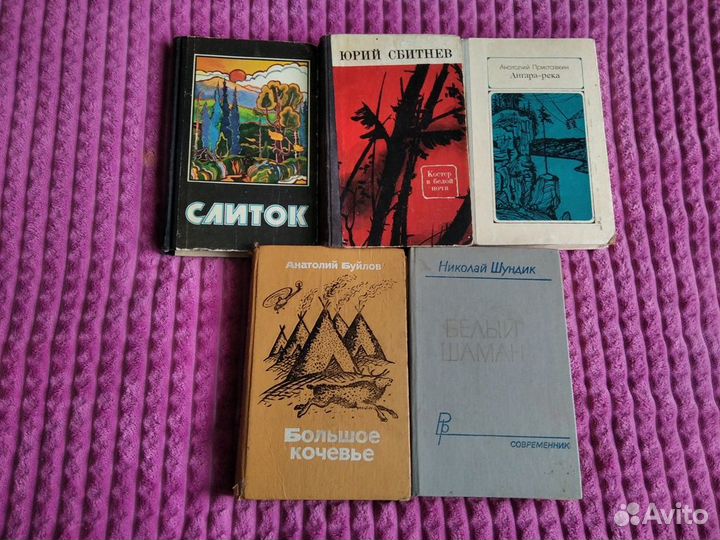 СЛИТОК
ЮРИЙ СБИТНЕВ
Костер
в белой
ночи
Анатолий Приставкин
Ангара-река
Анатолий Буйлов
Большое
кочевье
Николай Шундик
БЕЛЫЙ
ШАМАН
РГ
СОВРЕМЕННИК
Avito